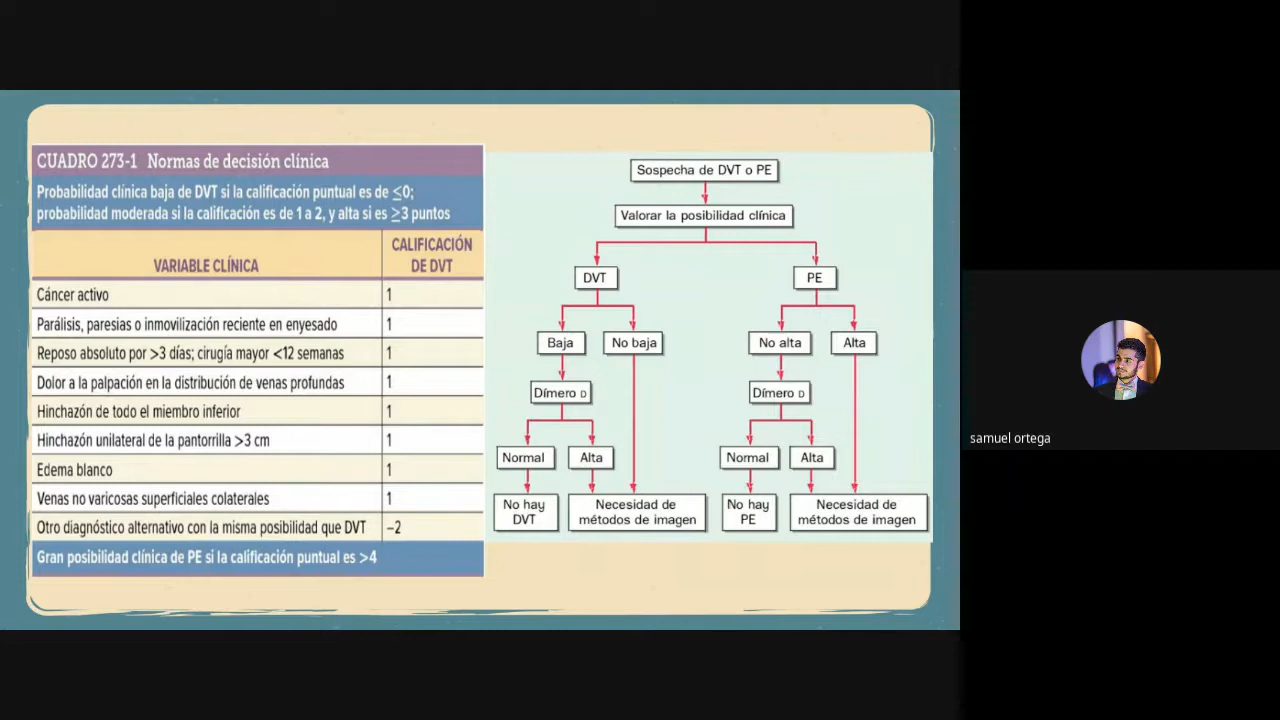 CUADRO 273-1 Normas de decisión clínica
Probabilidad clínica baja de DVT si la calificación puntual es de ≤0;
probabilidad moderada si la calificación es de 1 a 2, y alta si es ≥3 puntos
VARIABLE CLÍNICA
CALIFICACIÓN
DE DVT
Cáncer activo 1
Parálisis, paresias o inmovilización reciente en enyesado 1
Reposo absoluto por >3 días; cirugía mayor <12 semanas 1
Dolor a la palpación en la distribución de venas profundas 1
Hinchazón de todo el miembro inferior 1
Hinchazón unilateral de la pantorrilla >3 cm 1
Edema blanco 1
Venas no varicosas superficiales colaterales 1
Otro diagnóstico alternativo con la misma posibilidad que DVT –2
Gran posibilidad clínica de PE si la calificación puntual es >4
Sospecha de DVT o PE
Valorar la posibilidad clínica
DVT
PE
Baja
No baja
No alta
Alta
Dímero D
Dímero D
Normal
Alta
Normal
Alta
No hay
DVT
Necesidad de
métodos de imagen
No hay
PE
Necesidad de
métodos de imagen
samuel ortega